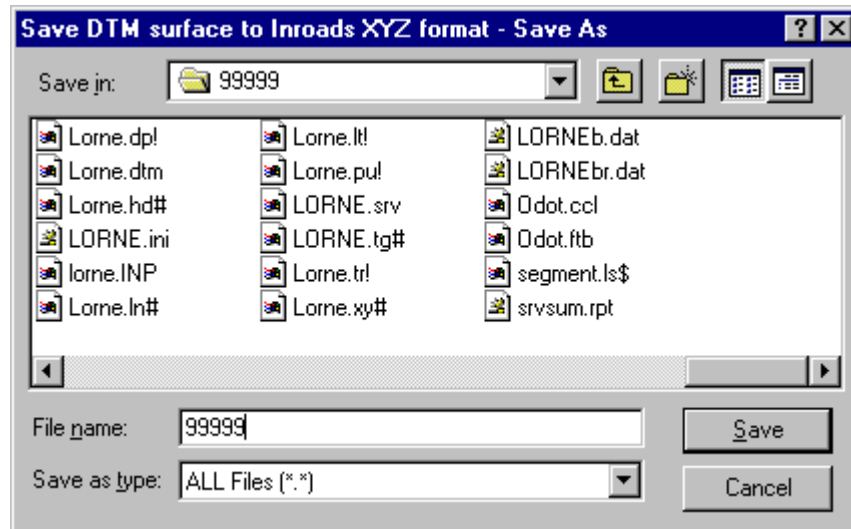 Save DTM surface to Inroads XYZ format - Save As
Save in: 99999
Lorne.dp! Lorne.lt! LORNEb.dat
Lorne.dtm Lorne.pu! LORNEbr.dat
Lorne.hd# LORNE.srv Odot.ccl
LORNE.ini LORNE.tg# Odot.ftb
lorne.INP Lorne.tr! segment.ls$
Lorne.ln# Lorne.xy# srvsum.rpt
File name: 99999 Save
Save as type: ALL Files (*.*) Cancel